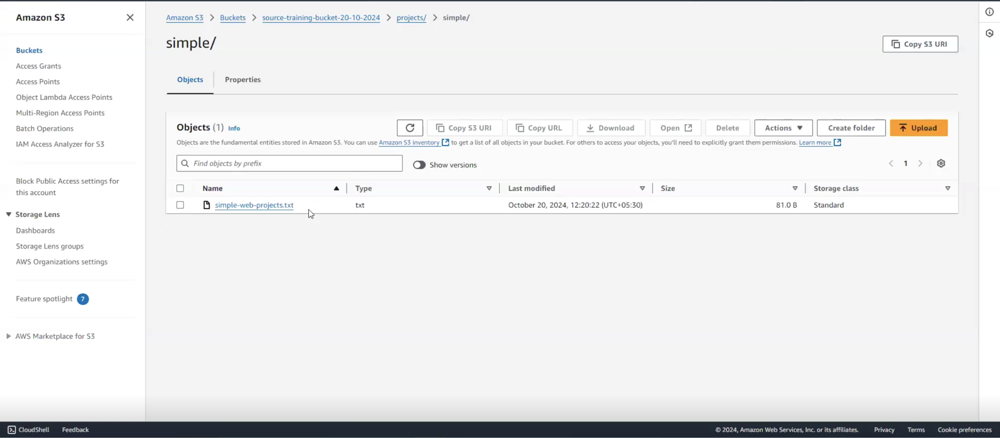 Amazon S3
Amazon S3 > Buckets > source-training-bucket-20-10-2024 > projects/ > simple/
simple/
Copy S3 URI
Buckets
Access Grants
Access Points
Object Lambda Access Points
Multi-Region Access Points
Batch Operations
IAM Access Analyzer for S3
Block Public Access settings for
this account
Storage Lens
Dashboards
Storage Lens groups
AWS Organizations settings
Feature spotlight 7
AWS Marketplace for S3
Objects Properties
Objects (1) Info Copy S3 URI Copy URL Download Open Delete Actions Create folder Upload
Objects are the fundamental entities stored in Amazon S3. You can use Amazon S3 inventory to get a list of all objects in your bucket. For others to access your objects, you'll need to explicitly grant them permissions. Learn more
Find objects by prefix Show versions 1
Name Type Last modified Size Storage class
simple-web-projects.txt txt October 20, 2024, 12:20:22 (UTC+05:30) 81.0 B Standard
CloudShell Feedback © 2024, Amazon Web Services, Inc. or its affiliates. Privacy Terms Cookie preferences